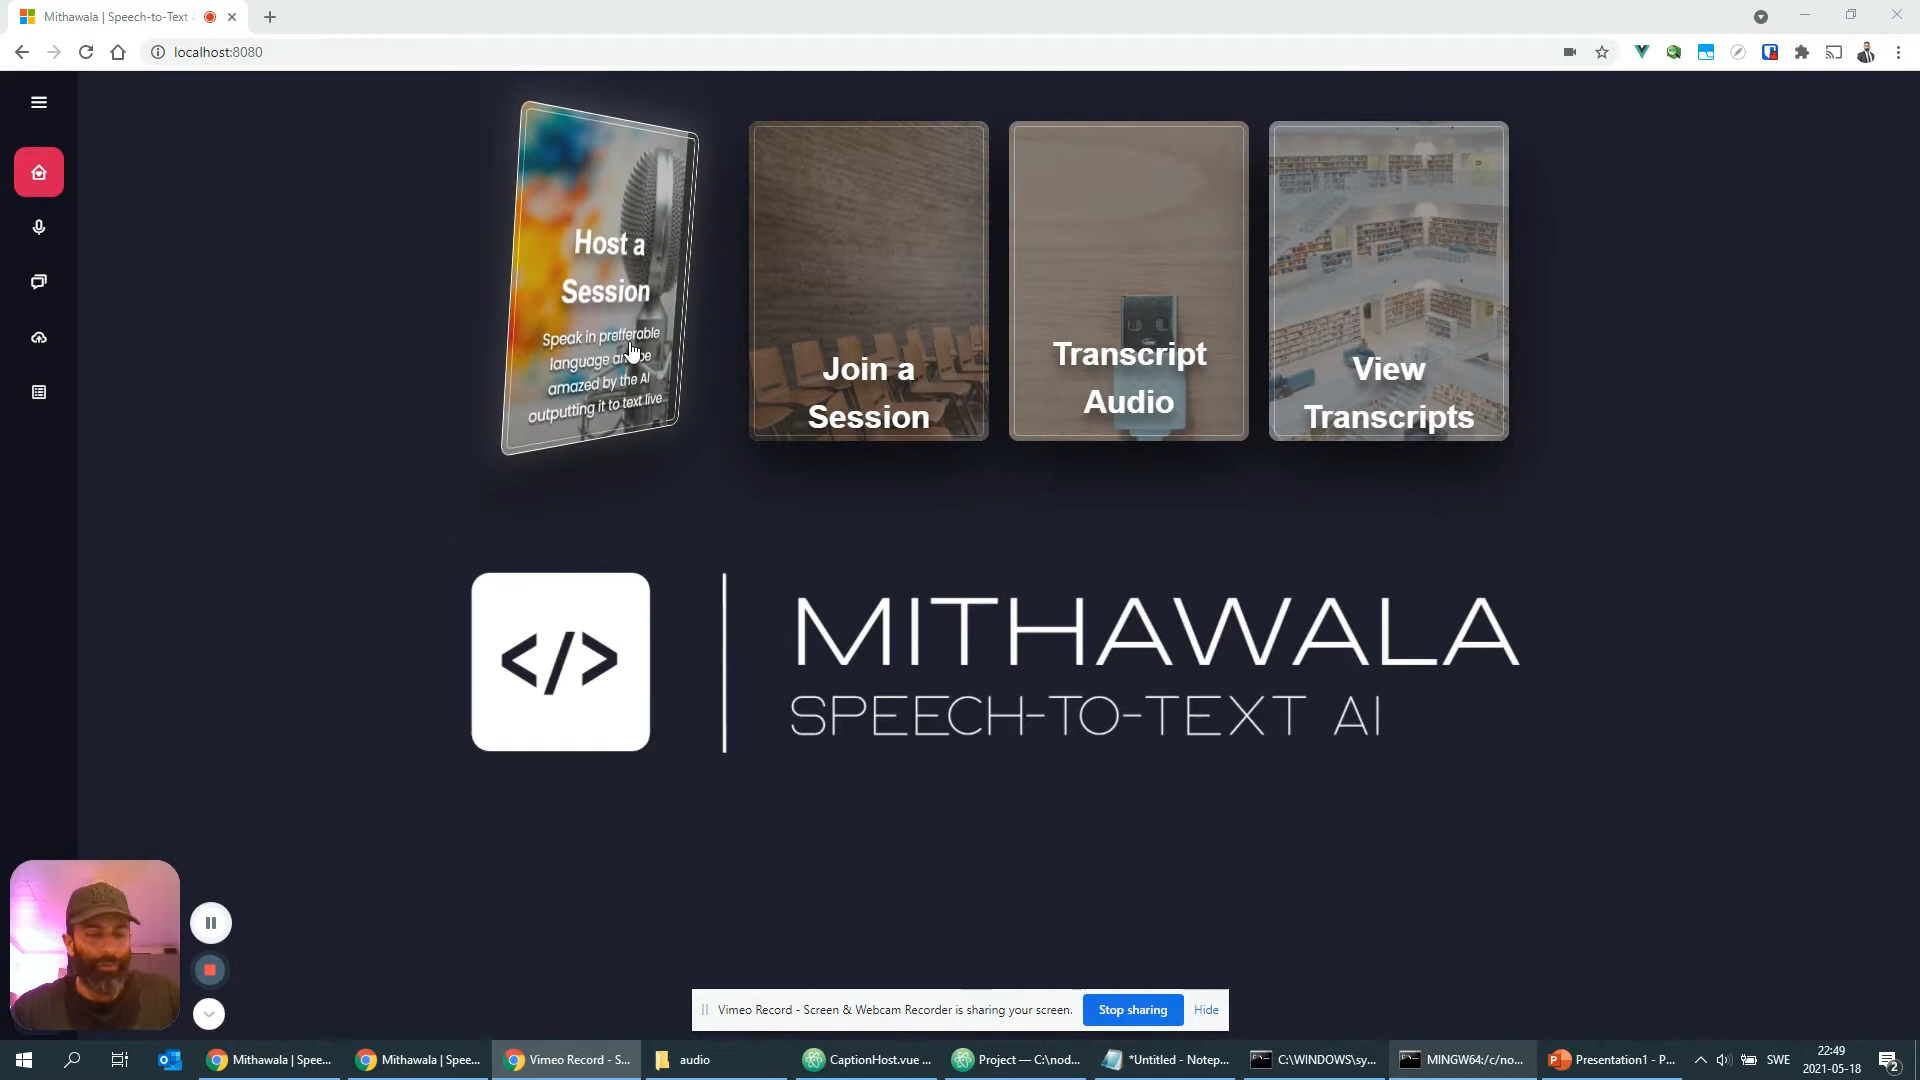 Mithawala | Speech-to-Text
localhost:8080
Host a
Session
Speak in prefferable
language an be
amazed by the AI
outputting it to text live
Join a
Session
Transcript
Audio
View
Transcripts
</>
MITHAWALA
SPEECH-TO-TEXT AI
Vimeo Record - Screen & Webcam Recorder is sharing your screen.
Stop sharing
Hide
Mithawala | Spee...
Mithawala | Spee...
Vimeo Record - S...
audio
CaptionHost.vue ...
Project — C:\nod...
*Untitled - Notep...
C:\WINDOWS\sy...
MINGW64:/c/no...
Presentation1 - P...
SWE
22:49
2021-05-18
2